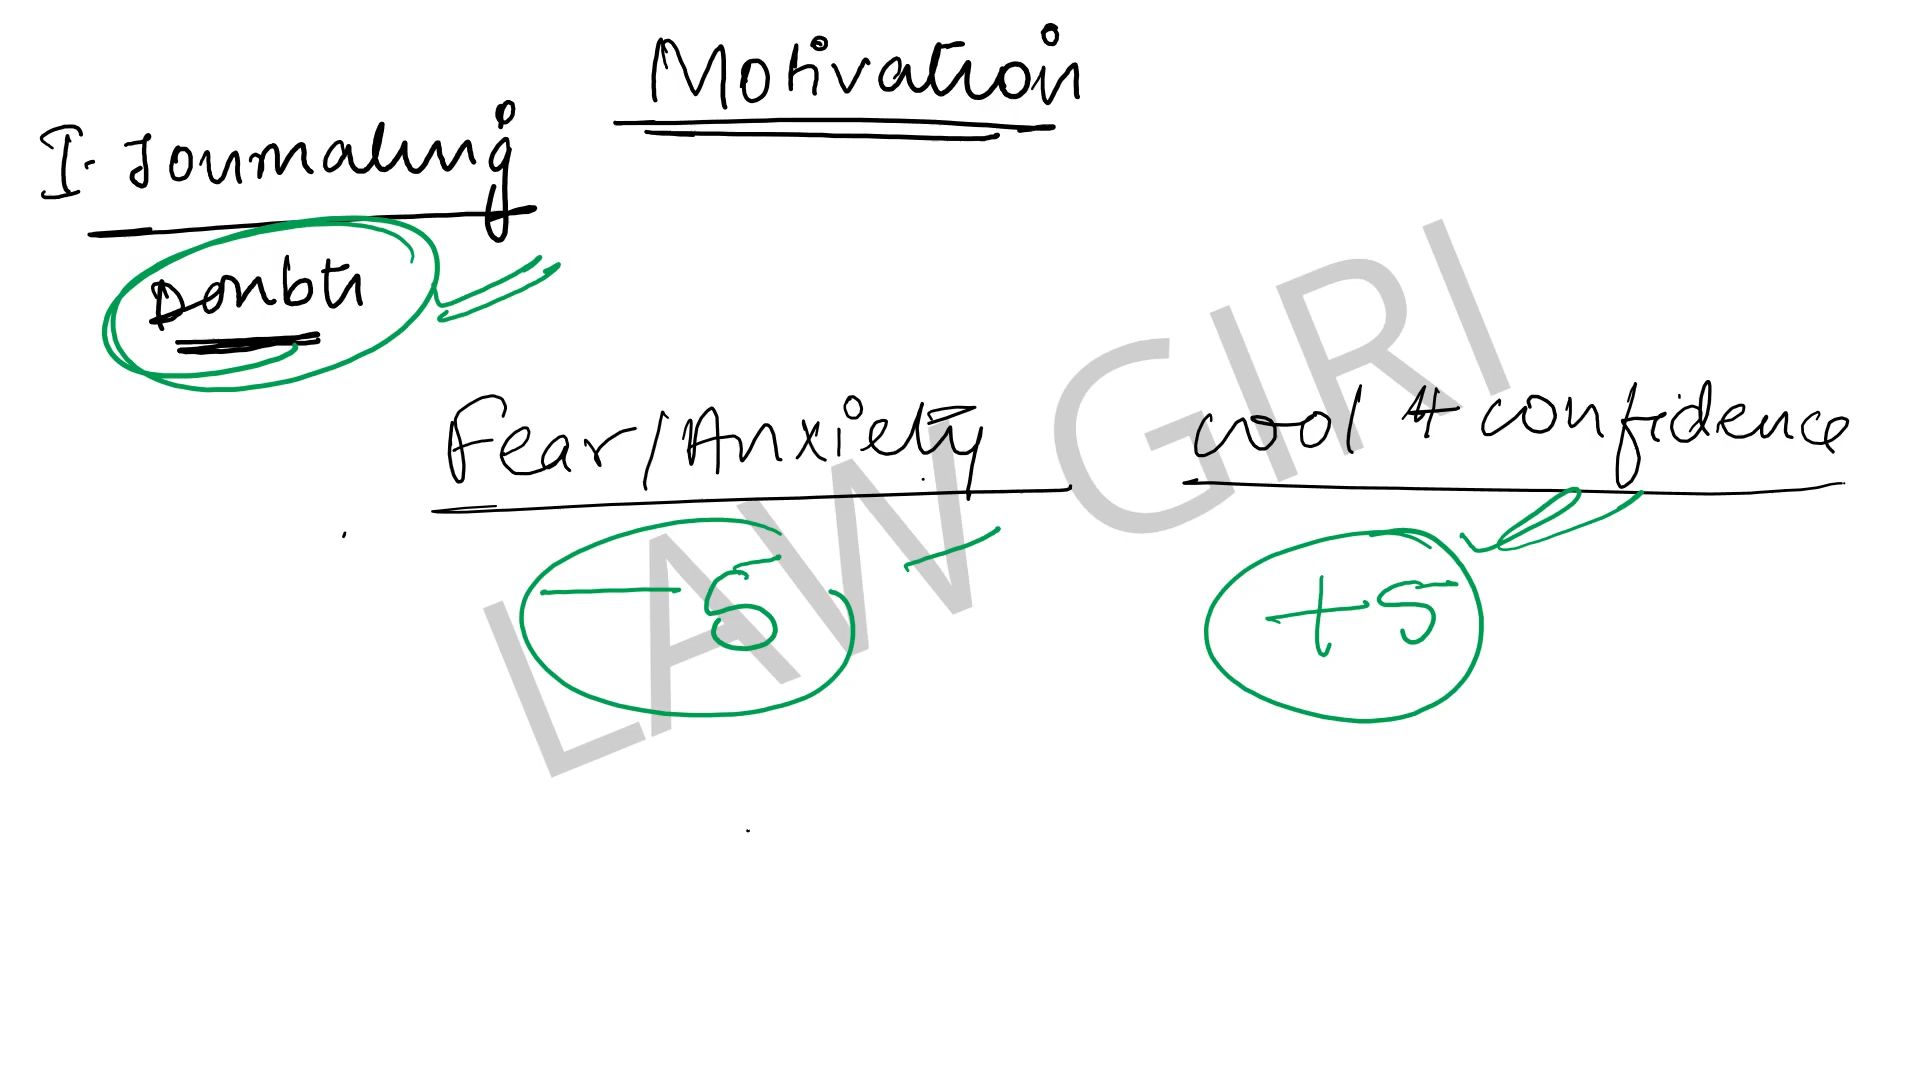 Motivation
I. Journaling
Doubts
Fear/Anxiety cool # confidence
-5 +5
LAW GIRI